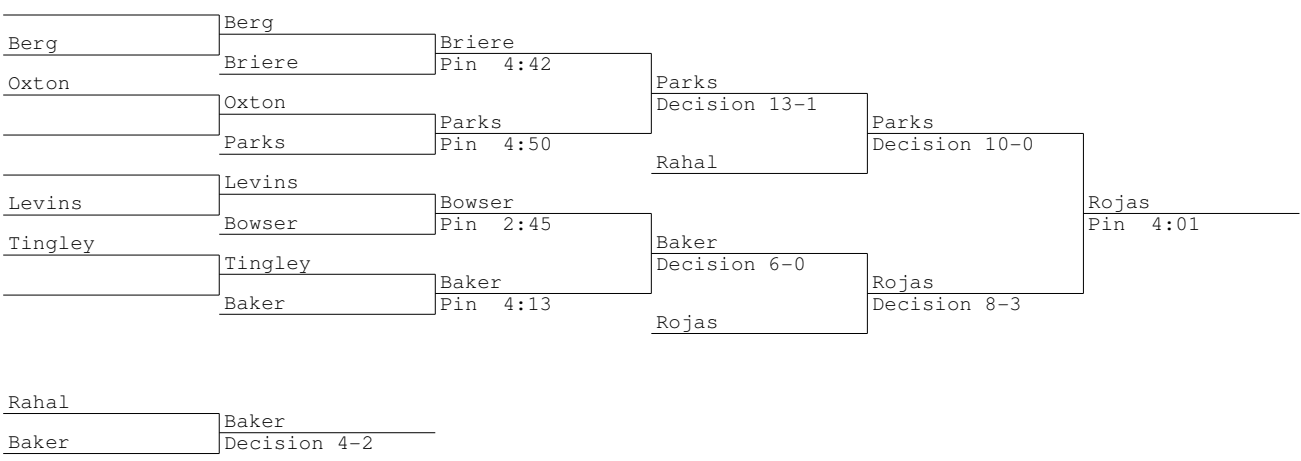 Berg
Berg
Briere
Briere
Pin 4:42
Oxton
Parks
Oxton
Decision 13-1
Parks
Parks
Parks
Pin 4:50
Decision 10-0
Rahal
Levins
Levins
Bowser
Rojas
Bowser
Pin 2:45
Pin 4:01
Tingley
Baker
Tingley
Decision 6-0
Baker
Rojas
Baker
Pin 4:13
Decision 8-3
Rojas
Rahal
Baker
Baker
Decision 4-2